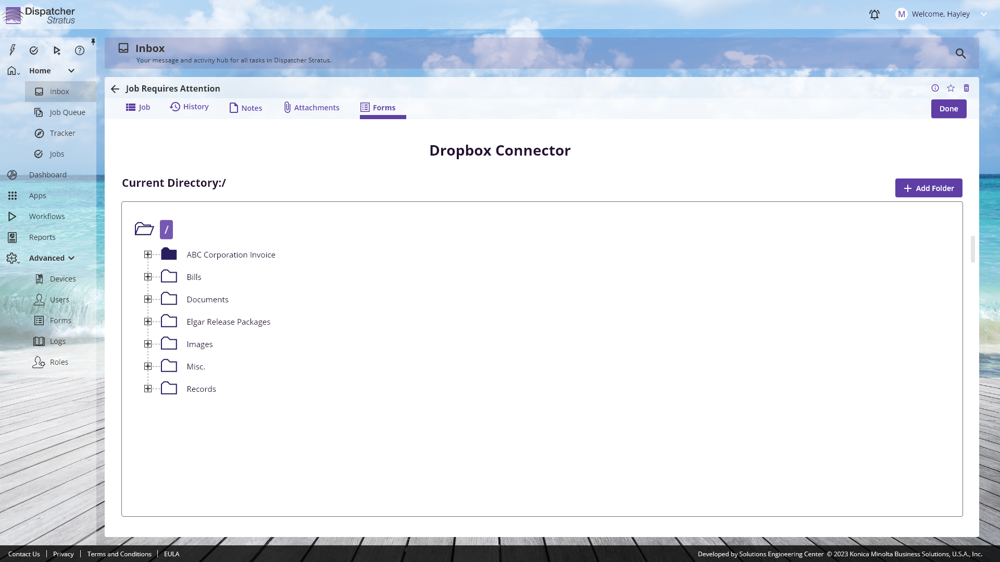 Dispatcher
Stratus
M Welcome, Hayley
Inbox
Your message and activity hub for all tasks in Dispatcher Stratus.
Home
Inbox
Job Queue
Tracker
Jobs
Dashboard
Apps
Workflows
Reports
Advanced
Devices
Users
Forms
Logs
Roles
Job Requires Attention
Job History Notes Attachments Forms
Done
Dropbox Connector
Current Directory:/
Add Folder
/
ABC Corporation Invoice
Bills
Documents
Elgar Release Packages
Images
Misc.
Records
Contact Us Privacy Terms and Conditions EULA
Developed by Solutions Engineering Center © 2023 Konica Minolta Business Solutions, U.S.A., Inc.